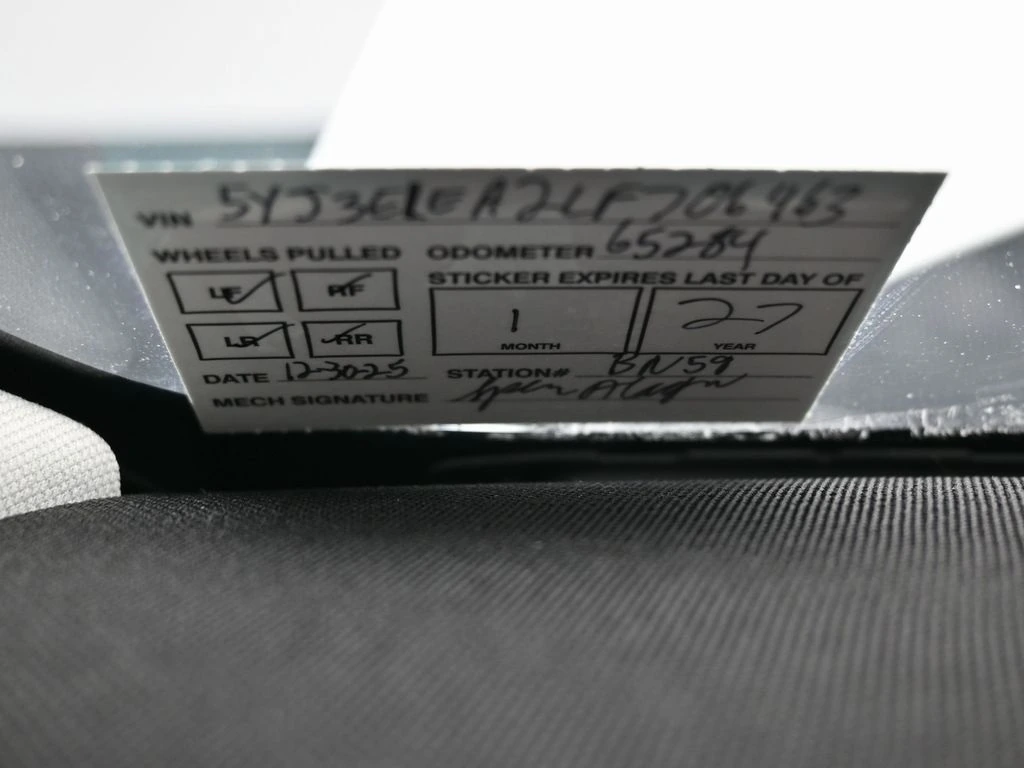 VIN 5YJ3E1EA2LF706963
WHEELS PULLED ODOMETER 65284
LF RF STICKER EXPIRES LAST DAY OF
1 27
LR RR MONTH YEAR
DATE 12-30-25 STATION# BN59
MECH SIGNATURE